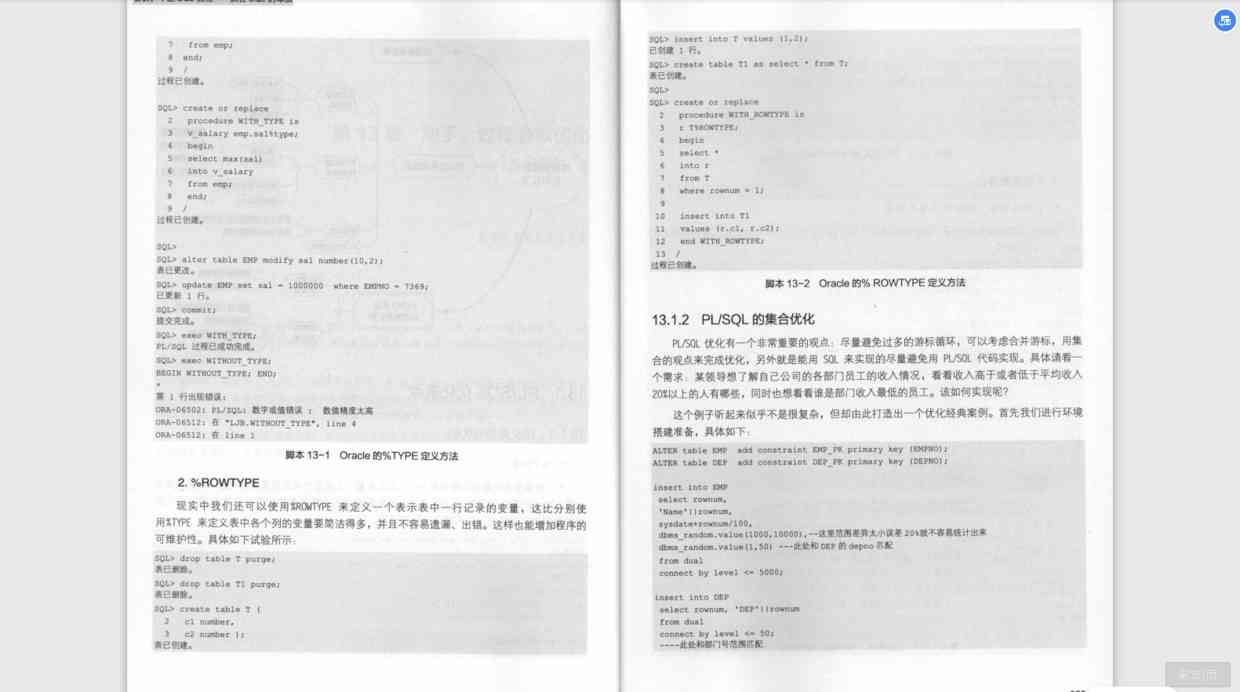 7 from emp;
8 end;
9 /
过程已创建。
SQL> create or replace
2 procedure WITH_TYPE is
3 v_salary emp.sal%type;
4 begin
5 select max(sal)
6 into v_salary
7 from emp;
8 end;
9 /
过程已创建。
SQL>
SQL> alter table EMP modify sal number(10,2);
表已更改。
SQL> update EMP set sal = 1000000 where EMPNO = 7369;
已更新 1 行。
SQL> commit;
提交完成。
SQL> exec WITH_TYPE;
PL/SQL 过程已成功完成。
SQL> exec WITHOUT_TYPE;
BEGIN WITHOUT_TYPE; END;
*
第 1 行出现错误:
ORA-06502: PL/SQL: 数字或值错误 : 数值精度太高
ORA-06512: 在 "LJB.WITHOUT_TYPE", line 4
ORA-06512: 在 line 1
脚本 13-1 Oracle 的%TYPE 定义方法
2. %ROWTYPE
现实中我们还可以使用%ROWTYPE 来定义一个表示表中一行记录的变量，这比分别使
用%TYPE 来定义表中各个列的变量要简洁得多，并且不容易遗漏、出错。这样也能增加程序的
可维护性。具体如下试验所示：
SQL> drop table T purge;
表已删除。
SQL> drop table T1 purge;
表已删除。
SQL> create table T (
2 c1 number,
3 c2 number );
表已创建。
SQL> insert into T values (1,2);
已创建 1 行。
SQL> create table T1 as select * from T;
表已创建。
SQL>
SQL> create or replace
2 procedure WITH_ROWTYPE is
3 r T%ROWTYPE;
4 begin
5 select *
6 into r
7 from T
8 where rownum = 1;
9
10 insert into T1
11 values (r.c1, r.c2);
12 end WITH_ROWTYPE;
13 /
过程已创建。
脚本 13-2 Oracle 的% ROWTYPE 定义方法
13.1.2 PL/SQL 的集合优化
PL/SQL 优化有一个非常重要的观点：尽量避免过多的游标循环，可以考虑合并游标，用集
合的观点来完成优化，另外就是能用 SQL 来实现的尽量避免用 PL/SQL 代码实现。具体请看一
个需求：某领导想了解自己公司的各部门员工的收入情况，看看收入高于或者低于平均收入
20%以上的人有哪些，同时也想看看谁是部门收入最低的员工。该如何实现呢？
这个例子听起来似乎不是很复杂，但却由此打造出一个优化经典案例。首先我们进行环境
搭建准备，具体如下：
ALTER table EMP add constraint EMP_PK primary key (EMPNO);
ALTER table DEP add constraint DEP_PK primary key (DEPNO);
insert into EMP
select rownum,
'Name'||rownum,
sysdate+rownum/100,
dbms_random.value(1000,10000),--这里范围差异太小误差 20%就不容易统计出来
dbms_random.value(1,50) ---此处和 DEP 的 depno 匹配
from dual
connect by level <= 5000;
insert into DEP
select rownum, 'DEP'||rownum
from dual
connect by level <= 50;
----此处和部门号范围匹配